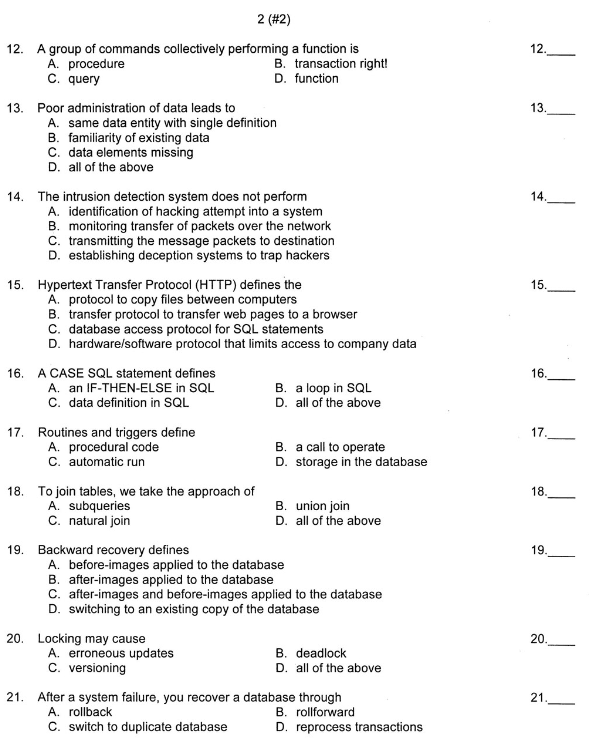 2 (#2)
12. A group of commands collectively performing a function is 12.____
A. procedure B. transaction right!
C. query D. function
13. Poor administration of data leads to 13.____
A. same data entity with single definition
B. familiarity of existing data
C. data elements missing
D. all of the above
14. The intrusion detection system does not perform 14.____
A. identification of hacking attempt into a system
B. monitoring transfer of packets over the network
C. transmitting the message packets to destination
D. establishing deception systems to trap hackers
15. Hypertext Transfer Protocol (HTTP) defines the 15.____
A. protocol to copy files between computers
B. transfer protocol to transfer web pages to a browser
C. database access protocol for SQL statements
D. hardware/software protocol that limits access to company data
16. A CASE SQL statement defines 16.____
A. an IF-THEN-ELSE in SQL B. a loop in SQL
C. data definition in SQL D. all of the above
17. Routines and triggers define 17.____
A. procedural code B. a call to operate
C. automatic run D. storage in the database
18. To join tables, we take the approach of 18.____
A. subqueries B. union join
C. natural join D. all of the above
19. Backward recovery defines 19.____
A. before-images applied to the database
B. after-images applied to the database
C. after-images and before-images applied to the database
D. switching to an existing copy of the database
20. Locking may cause 20.____
A. erroneous updates B. deadlock
C. versioning D. all of the above
21. After a system failure, you recover a database through 21.____
A. rollback B. rollforward
C. switch to duplicate database D. reprocess transactions